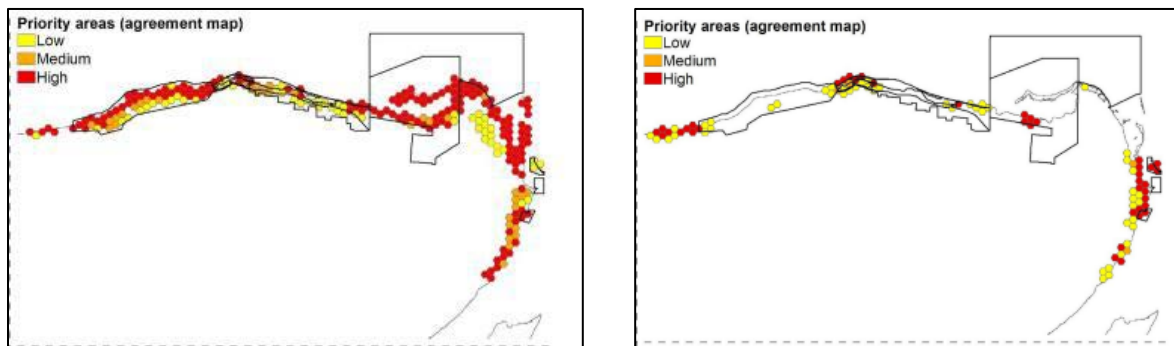 Priority areas (agreement map)
Low
Medium
High
Priority areas (agreement map)
Low
Medium
High